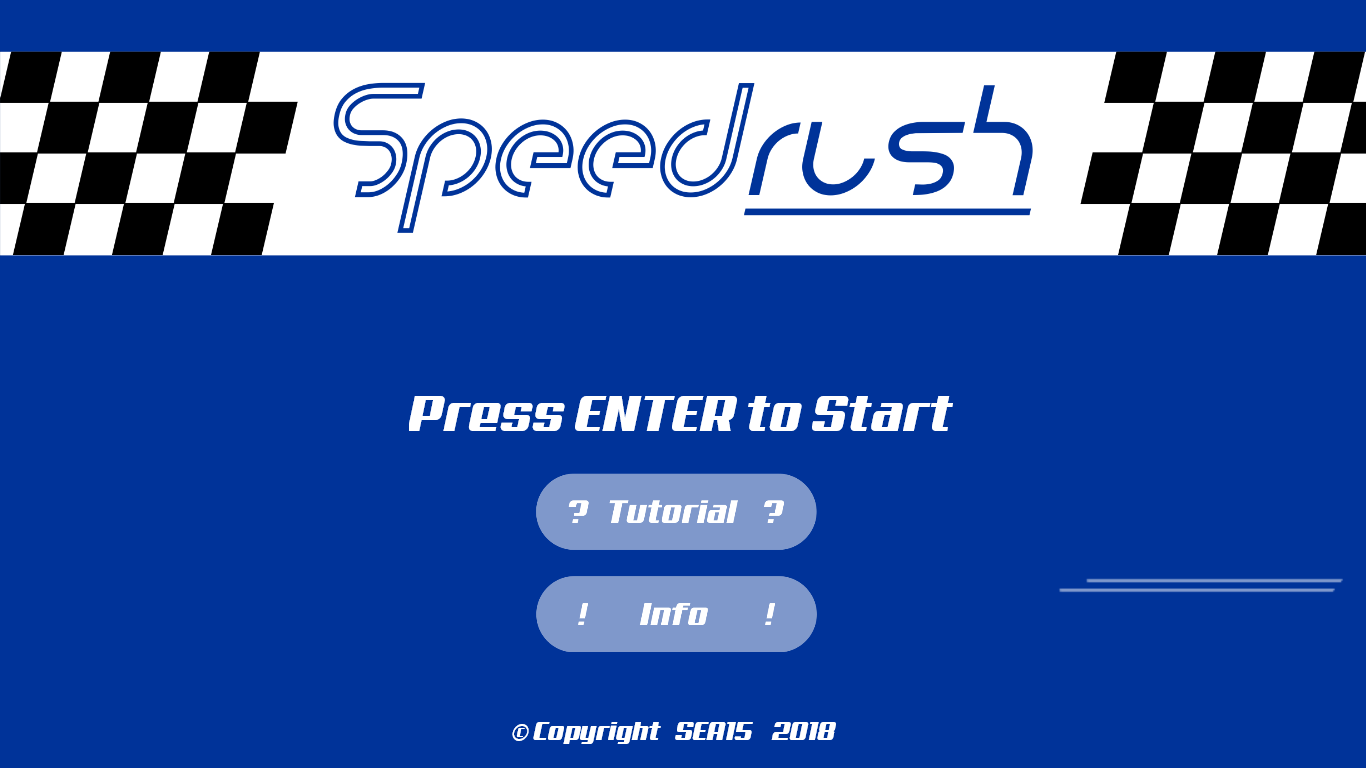 Speedrush
Press ENTER to Start
? Tutorial ?
! Info !
© Copyright SEA15 2018